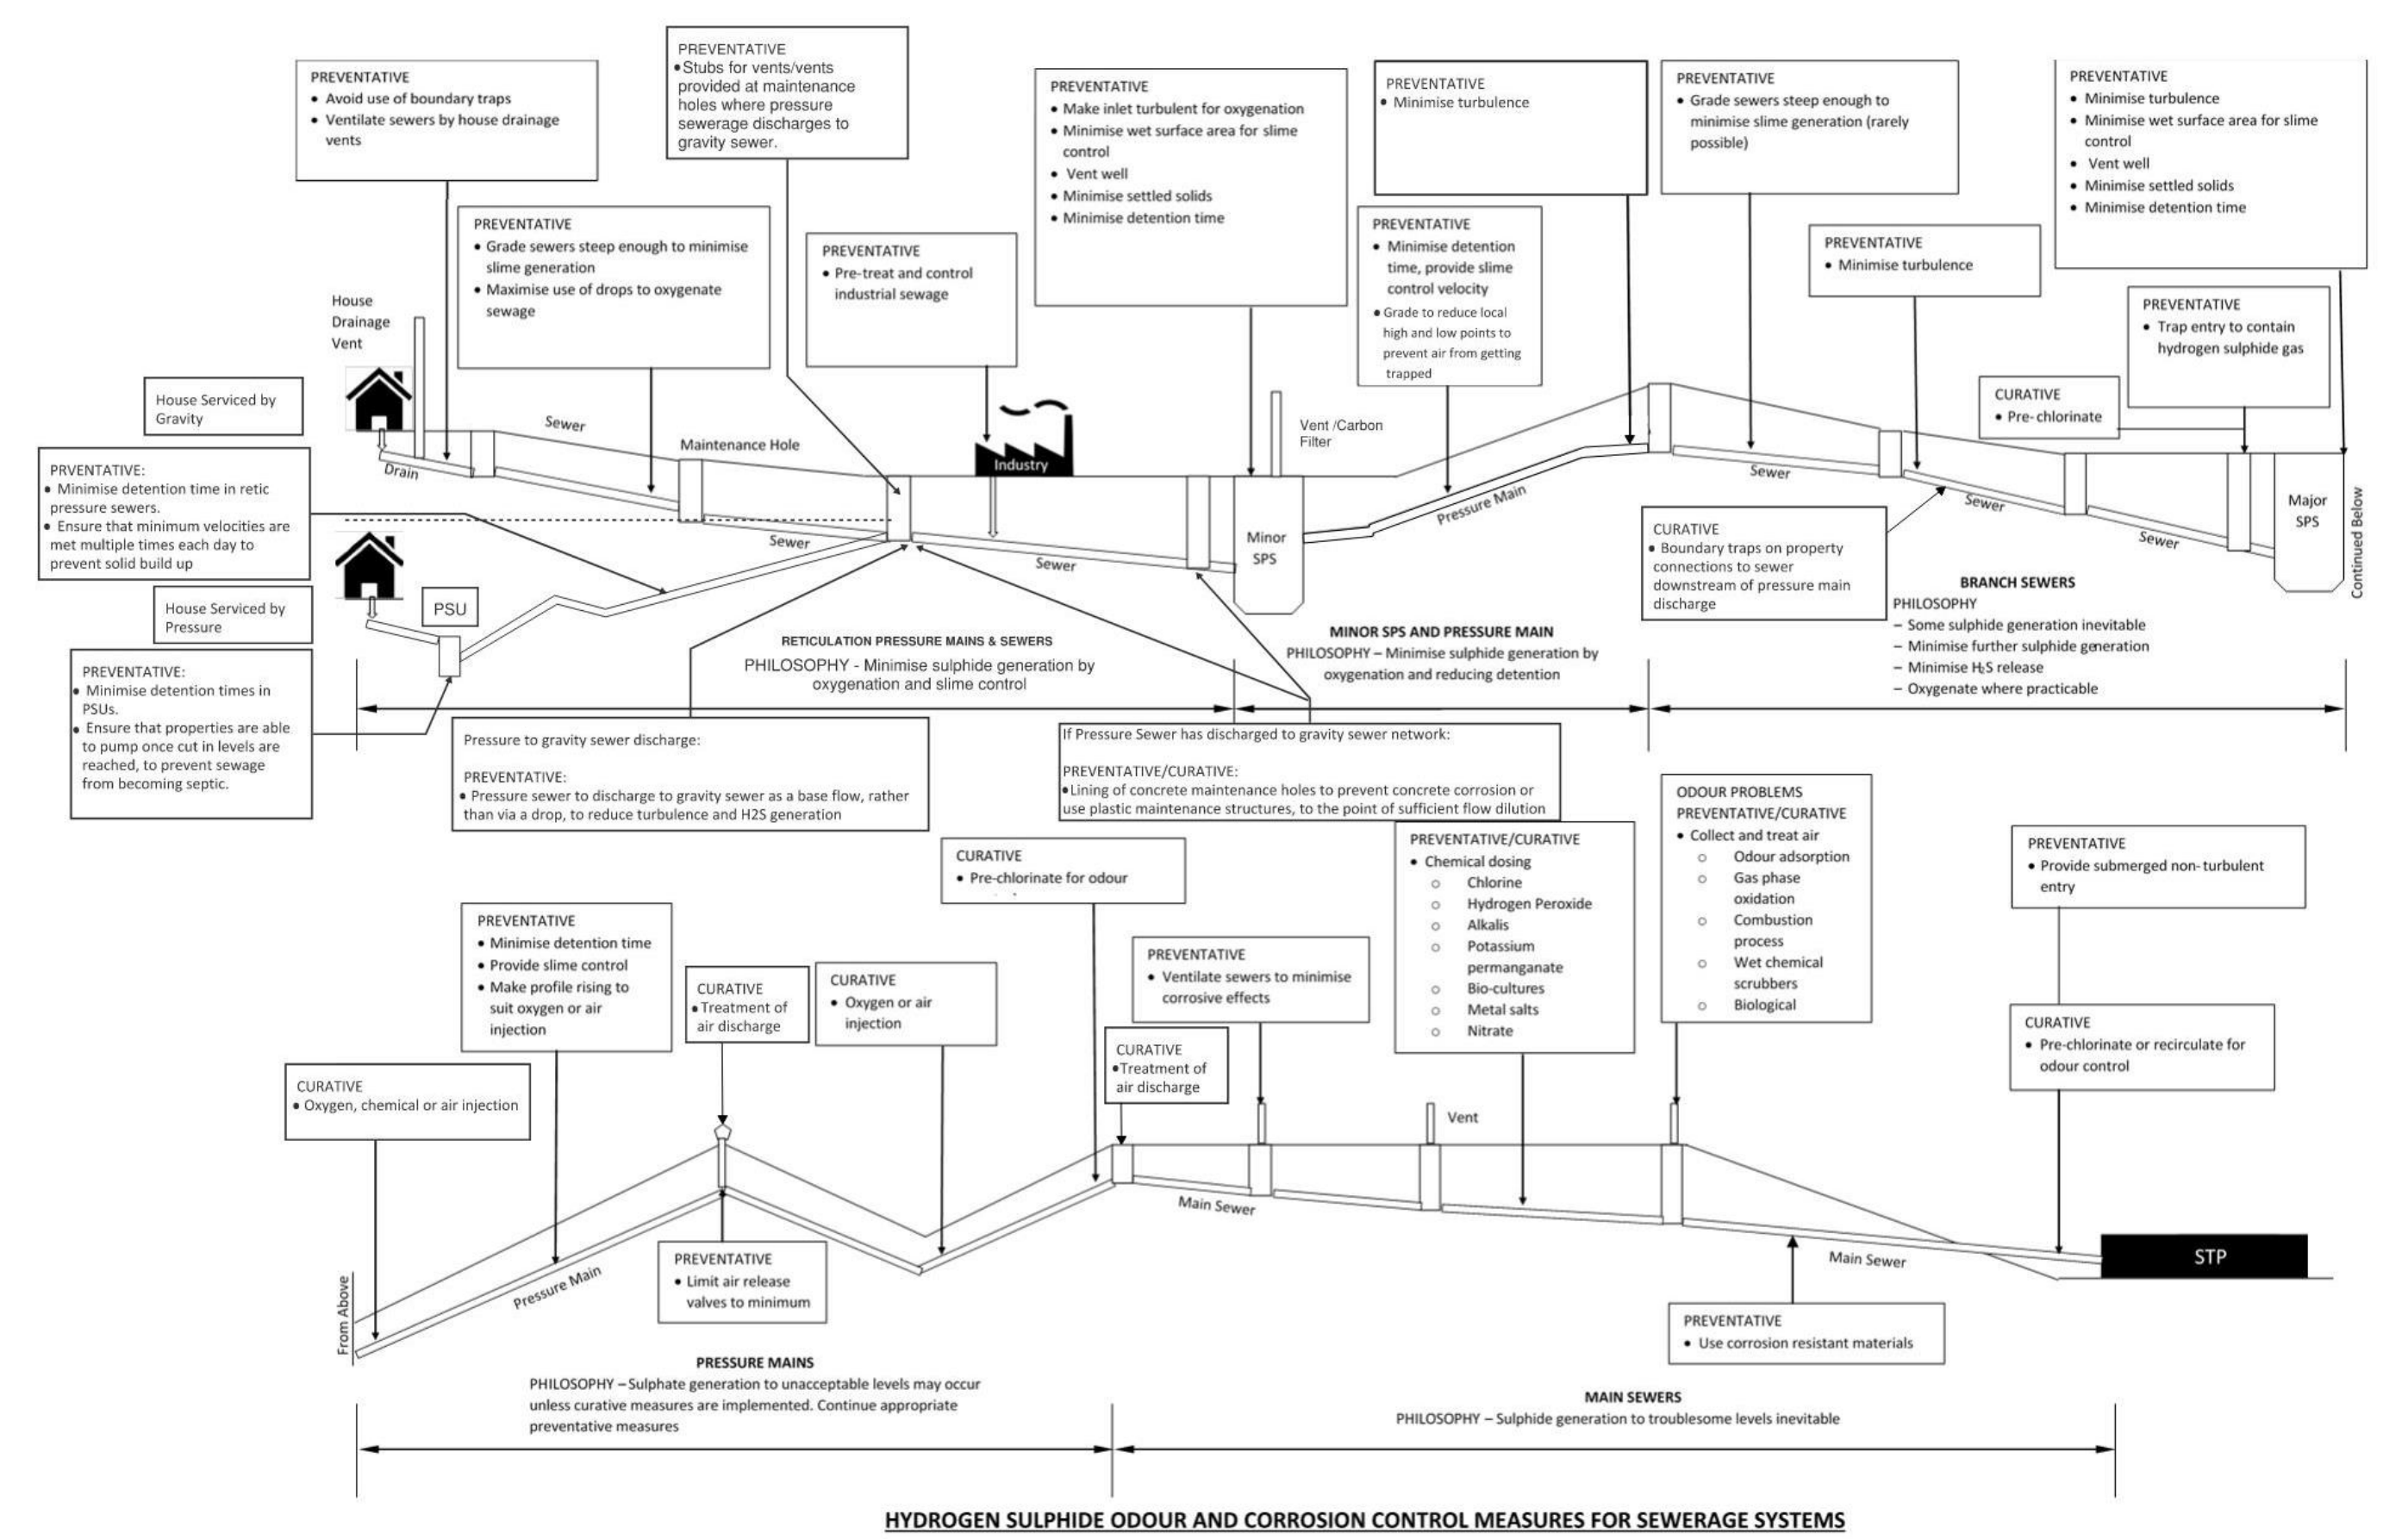 PREVENTATIVE
• Avoid use of boundary traps
• Ventilate sewers by house drainage
vents
PREVENTATIVE
• Stubs for vents/vents
provided at maintenance
holes where pressure
sewerage discharges to
gravity sewer.
PREVENTATIVE
• Make inlet turbulent for oxygenation
• Minimise wet surface area for slime
control
• Vent well
• Minimise settled solids
• Minimise detention time
PREVENTATIVE
• Minimise turbulence
PREVENTATIVE
• Grade sewers steep enough to
minimise slime generation (rarely
possible)
PREVENTATIVE
• Minimise turbulence
• Minimise wet surface area for slime
control
• Vent well
• Minimise settled solids
• Minimise detention time
PREVENTATIVE
• Grade sewers steep enough to minimise
slime generation
• Maximise use of drops to oxygenate
sewage
PREVENTATIVE
• Pre-treat and control
industrial sewage
PREVENTATIVE
• Minimise detention
time, provide slime
control velocity
• Grade to reduce local
high and low points to
prevent air from getting
trapped
PREVENTATIVE
• Minimise turbulence
PREVENTATIVE
• Trap entry to contain
hydrogen sulphide gas
CURATIVE
• Pre-chlorinate
House
Drainage
Vent
House Serviced by
Gravity
Sewer
Maintenance Hole
Industry
Vent /Carbon
Filter
Drain
Sewer
Sewer
Minor
SPS
Pressure Main
Sewer
Sewer
Sewer
Major
SPS
Continued Below
PRVENTATIVE:
• Minimise detention time in retic
pressure sewers.
• Ensure that minimum velocities are
met multiple times each day to
prevent solid build up
House Serviced by
Pressure
PSU
PREVENTATIVE:
• Minimise detention times in
PSUs.
• Ensure that properties are able
to pump once cut in levels are
reached, to prevent sewage
from becoming septic.
CURATIVE
• Boundary traps on property
connections to sewer
downstream of pressure main
discharge
RETICULATION PRESSURE MAINS & SEWERS
PHILOSOPHY - Minimise sulphide generation by
oxygenation and slime control
MINOR SPS AND PRESSURE MAIN
PHILOSOPHY – Minimise sulphide generation by
oxygenation and reducing detention
BRANCH SEWERS
PHILOSOPHY
– Some sulphide generation inevitable
– Minimise further sulphide generation
– Minimise H₂S release
– Oxygenate where practicable
Pressure to gravity sewer discharge:
PREVENTATIVE:
• Pressure sewer to discharge to gravity sewer as a base flow, rather
than via a drop, to reduce turbulence and H2S generation
If Pressure Sewer has discharged to gravity sewer network:
PREVENTATIVE/CURATIVE:
• Lining of concrete maintenance holes to prevent concrete corrosion or
use plastic maintenance structures, to the point of sufficient flow dilution
CURATIVE
• Oxygen, chemical or air injection
PREVENTATIVE
• Minimise detention time
• Provide slime control
• Make profile rising to
suit oxygen or air
injection
CURATIVE
• Treatment of
air discharge
CURATIVE
• Oxygen or air
injection
CURATIVE
• Pre-chlorinate for odour
CURATIVE
• Treatment of
air discharge
PREVENTATIVE
• Ventilate sewers to minimise
corrosive effects
PREVENTATIVE/CURATIVE
• Chemical dosing
o Chlorine
o Hydrogen Peroxide
o Alkalis
o Potassium
permanganate
o Bio-cultures
o Metal salts
o Nitrate
ODOUR PROBLEMS
PREVENTATIVE/CURATIVE
• Collect and treat air
o Odour adsorption
o Gas phase
oxidation
o Combustion
process
o Wet chemical
scrubbers
o Biological
PREVENTATIVE
• Provide submerged non-turbulent
entry
CURATIVE
• Pre-chlorinate or recirculate for
odour control
Vent
From Above
Pressure Main
PREVENTATIVE
• Limit air release
valves to minimum
Main Sewer
Main Sewer
STP
PREVENTATIVE
• Use corrosion resistant materials
PRESSURE MAINS
PHILOSOPHY – Sulphate generation to unacceptable levels may occur
unless curative measures are implemented. Continue appropriate
preventative measures
MAIN SEWERS
PHILOSOPHY – Sulphide generation to troublesome levels inevitable
HYDROGEN SULPHIDE ODOUR AND CORROSION CONTROL MEASURES FOR SEWERAGE SYSTEMS